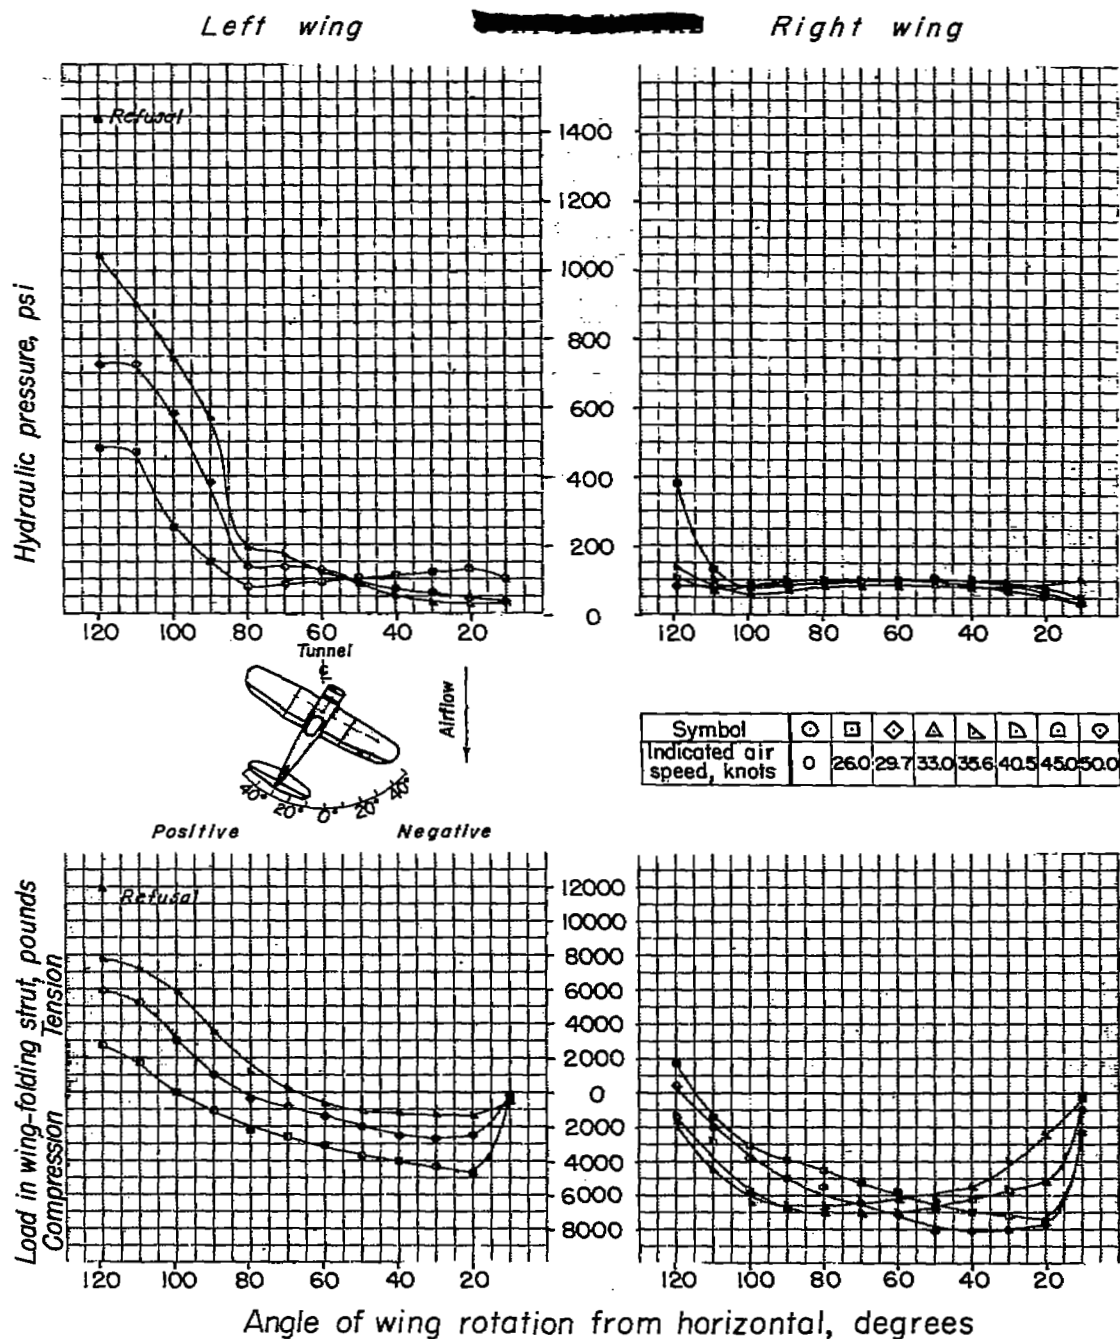 Left wing
Right wing
Refusal
Hydraulic pressure, psi
1400
1200
1000
800
600
400
200
0
120 100 80 60 40 20
120 100 80 60 40 20
Tunnel
℄
Airflow
40° 20° 0° 20° 40°
Positive
Negative
Symbol
Indicated air speed, knots 0 26.0 29.7 33.0 35.6 40.5 45.0 50.0
Refusal
Load in wing-folding strut, pounds
Compression Tension
12000
10000
8000
6000
4000
2000
0
2000
4000
6000
8000
120 100 80 60 40 20
120 100 80 60 40 20
Angle of wing rotation from horizontal, degrees